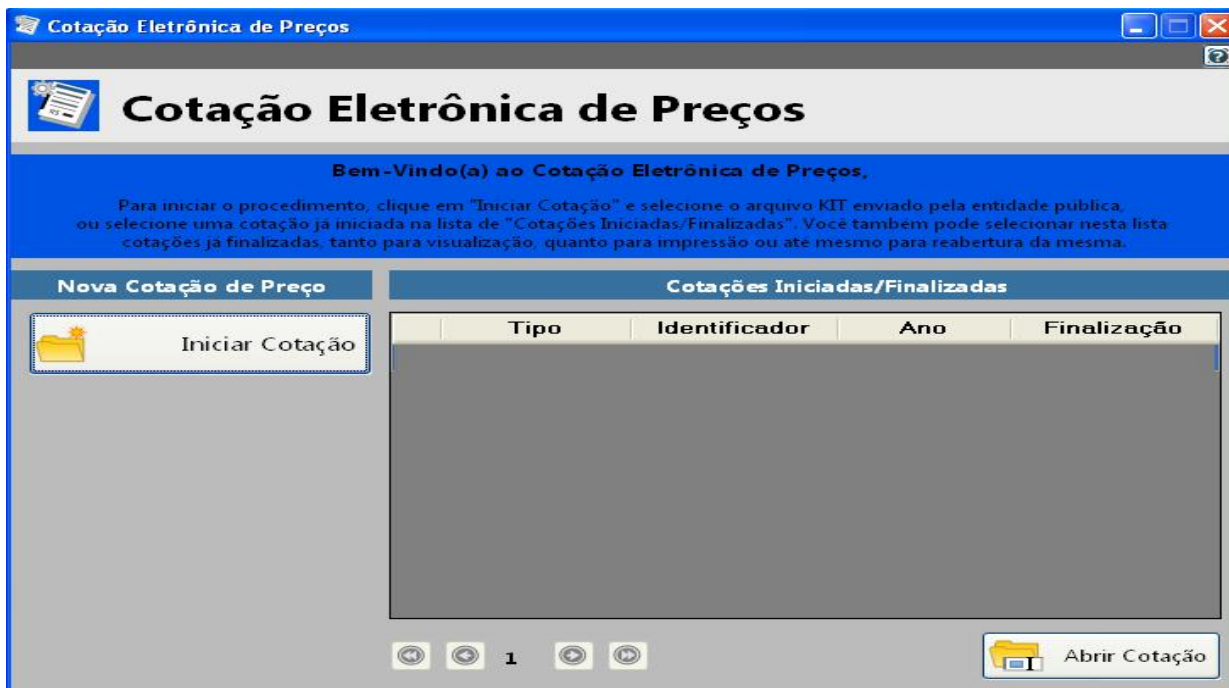 Cotação Eletrônica de Preços
Cotação Eletrônica de Preços
Bem-Vindo(a) ao Cotação Eletrônica de Preços,
Para iniciar o procedimento, clique em "Iniciar Cotação" e selecione o arquivo KIT enviado pela entidade pública,
ou selecione uma cotação já iniciada na lista de "Cotações Iniciadas/Finalizadas". Você também pode selecionar nesta lista
cotações já finalizadas, tanto para visualização, quanto para impressão ou até mesmo para reabertura da mesma.
Nova Cotação de Preço
Cotações Iniciadas/Finalizadas
Iniciar Cotação
Tipo Identificador Ano Finalização
1
Abrir Cotação